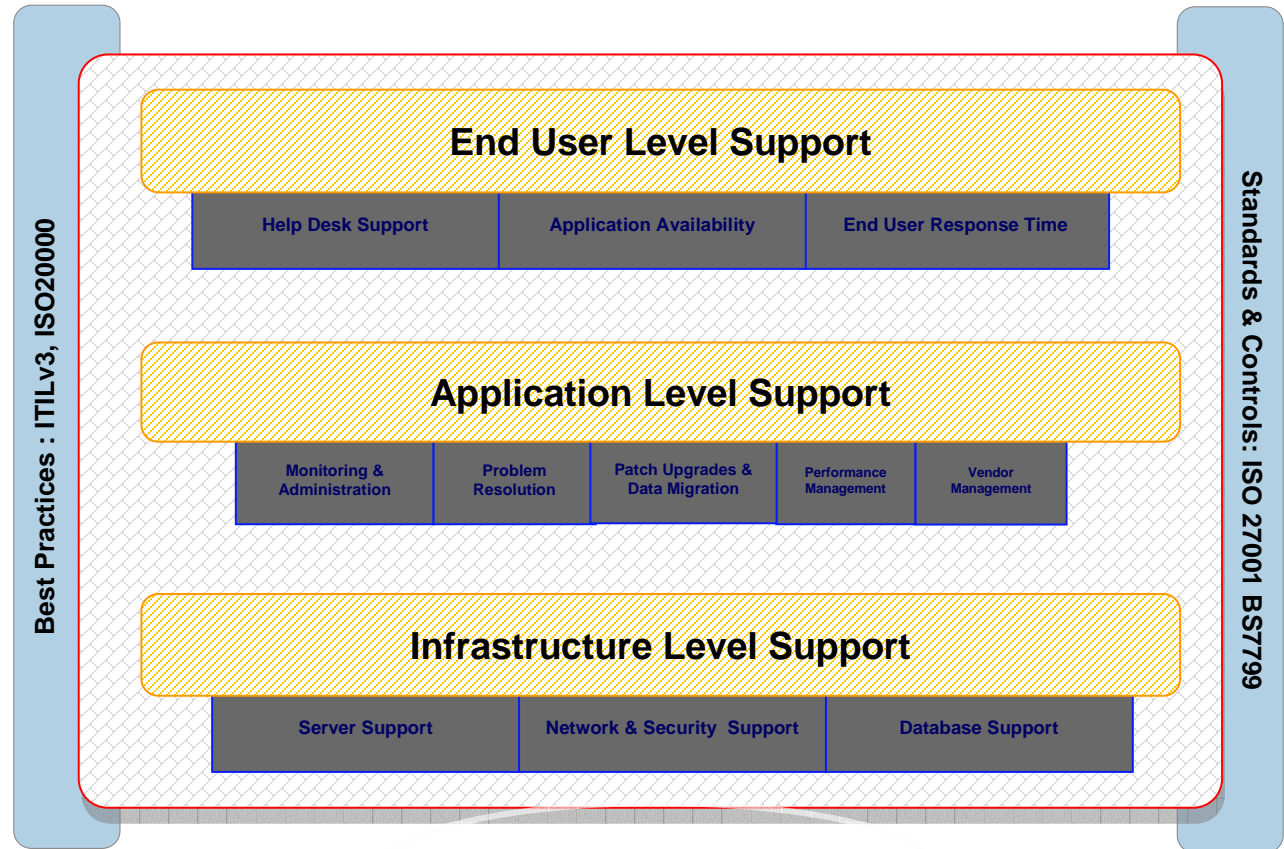 Best Practices : ITILv3, ISO20000
End User Level Support
Help Desk Support
Application Availability
End User Response Time
Application Level Support
Monitoring &
Administration
Problem
Resolution
Patch Upgrades &
Data Migration
Performance
Management
Vendor
Management
Infrastructure Level Support
Server Support
Network & Security  Support
Database Support
Standards & Controls: ISO 27001 BS7799